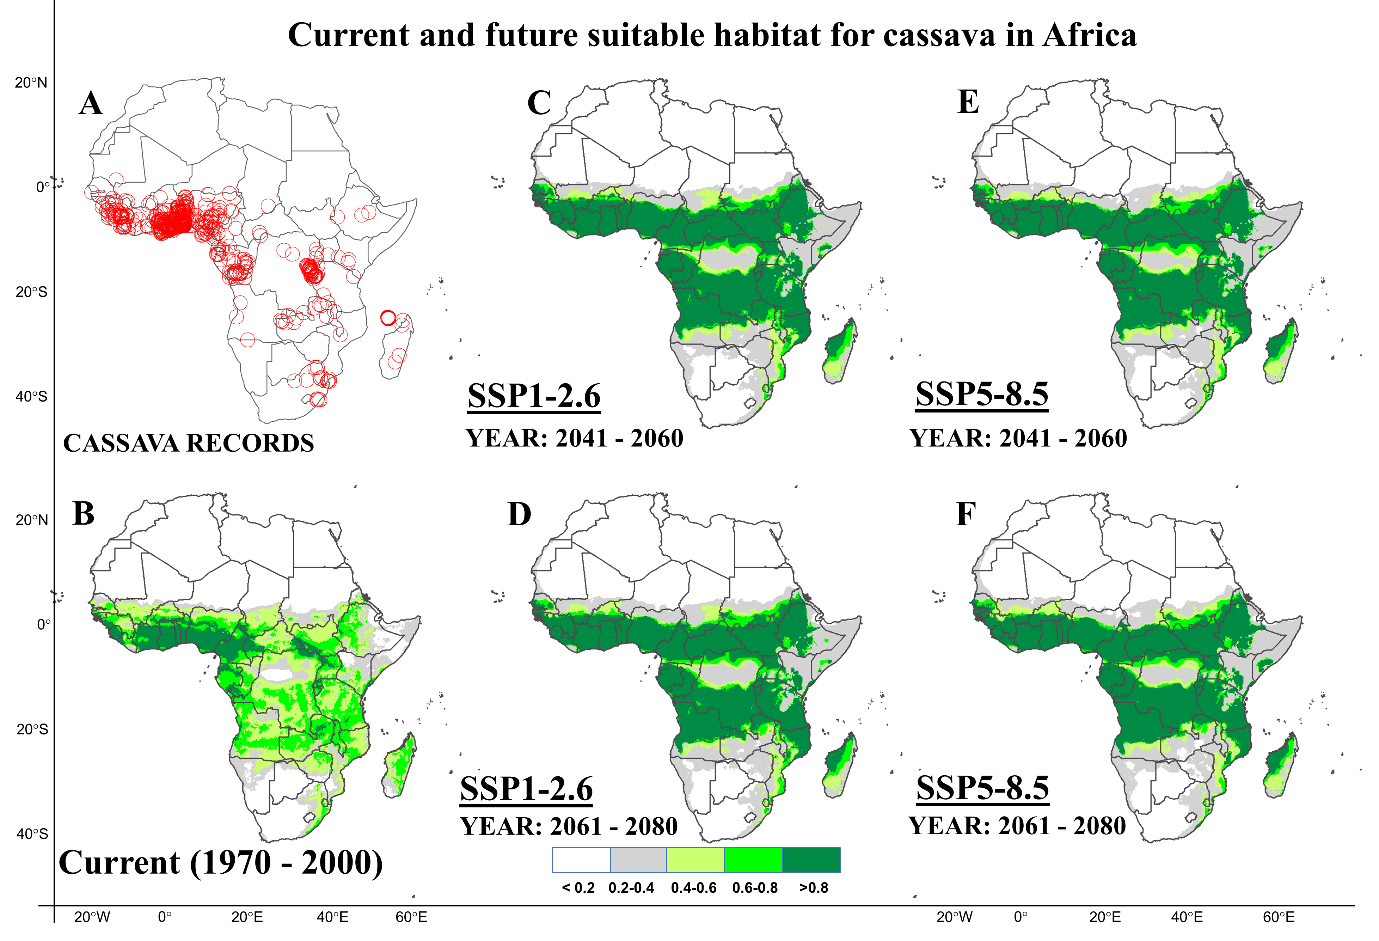 Current and future suitable habitat for cassava in Africa
20°N
0°
20°S
40°S
A
CASSAVA RECORDS
C
SSP1-2.6
YEAR: 2041 - 2060
E
SSP5-8.5
YEAR: 2041 - 2060
20°N
0°
20°S
40°S
B
Current (1970 - 2000)
D
SSP1-2.6
YEAR: 2061 - 2080
F
SSP5-8.5
YEAR: 2061 - 2080
< 0.2 0.2-0.4 0.4-0.6 0.6-0.8 >0.8
20°W 0° 20°E 40°E 60°E
20°W 0° 20°E 40°E 60°E